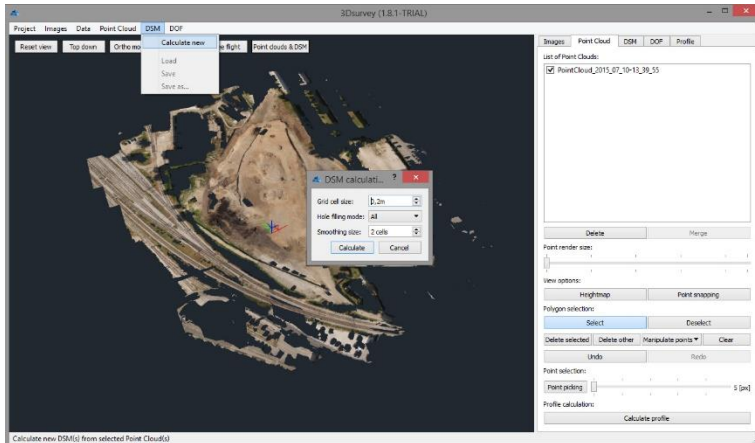 3Dsurvey (1.8.1-TRIAL)
Project Images Data Point Cloud DSM DOF
Reset view Top down Ortho mo e flight Point clouds & DSM
Calculate new
Load
Save
Save as...
DSM calculati... ?
Grid cell size: 0,2m
Hole filling mode: All
Smoothing size: 2 cells
Calculate Cancel
Images Point Cloud DSM DOF Profile
List of Point Clouds:
PointCloud_2015_07_10-13_39_55
Delete Merge
Point render size:
View options:
Heightmap Point snapping
Polygon selection:
Select Deselect
Delete selected Delete other Manipulate points Clear
Undo Redo
Point selection:
Point picking 5 [px]
Profile calculation:
Calculate profile
Calculate new DSM(s) from selected Point Cloud(s)